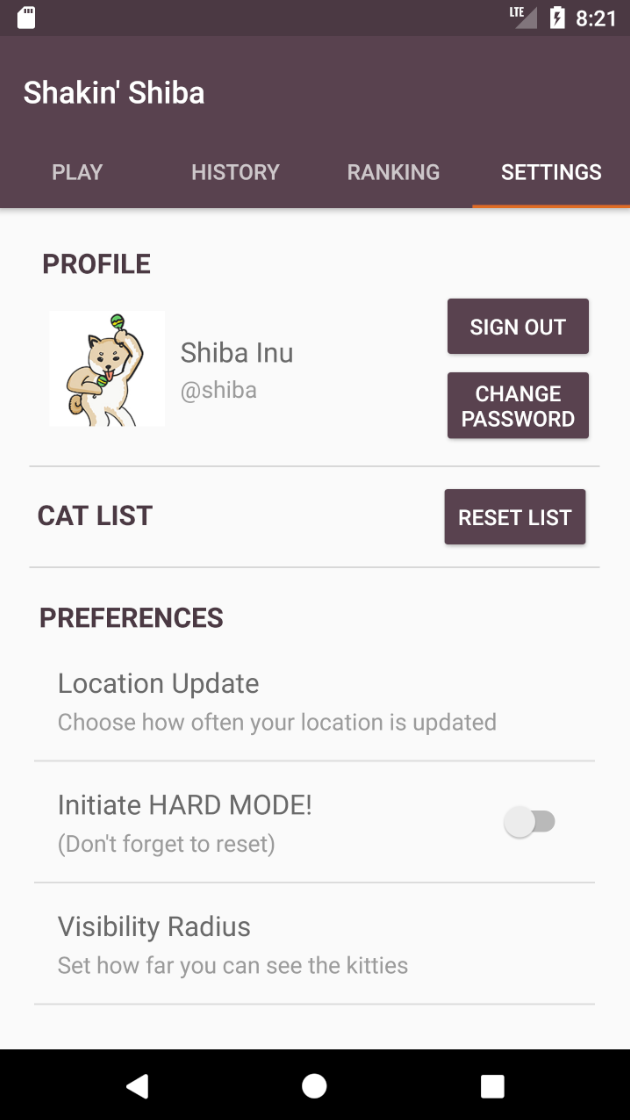 LTE 8:21
Shakin' Shiba
PLAY HISTORY RANKING SETTINGS
PROFILE
SIGN OUT
Shiba Inu
@shiba
CHANGE
PASSWORD
CAT LIST
RESET LIST
PREFERENCES
Location Update
Choose how often your location is updated
Initiate HARD MODE!
(Don't forget to reset)
Visibility Radius
Set how far you can see the kitties